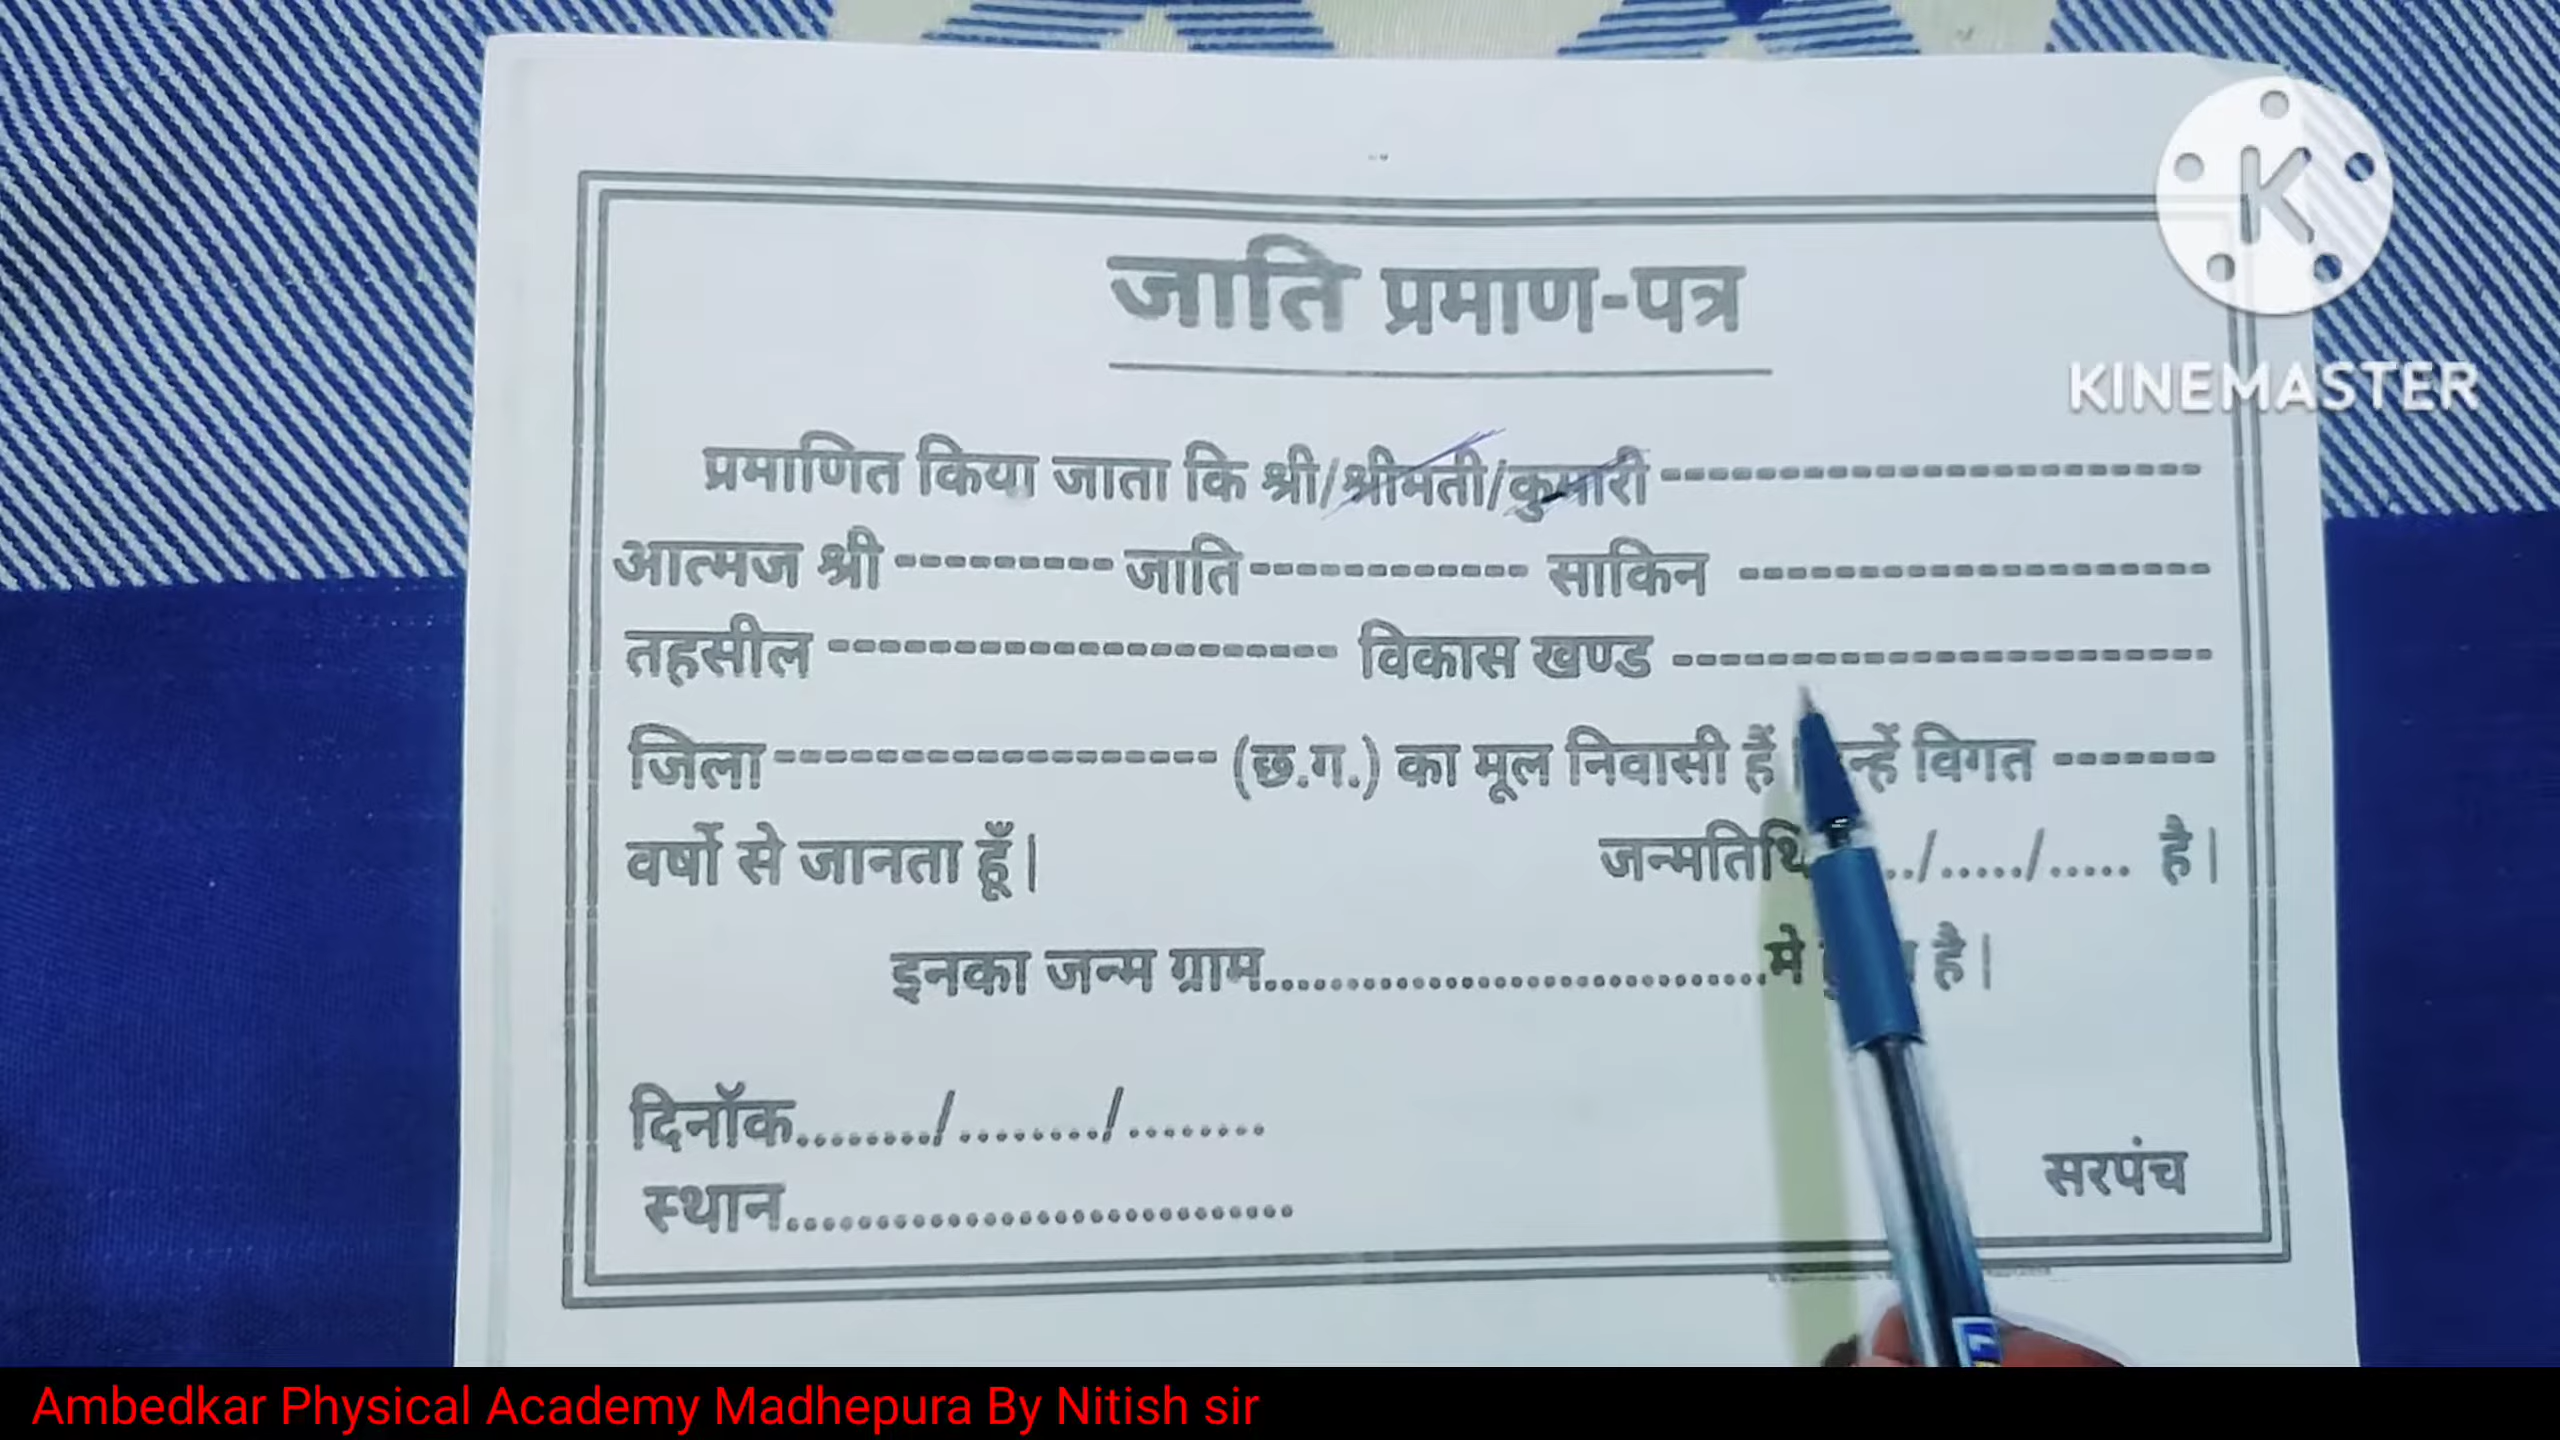 जाति प्रमाण-पत्र
K
KINEMASTER
प्रमाणित किया जाता कि श्री/श्रीमती/कुमारी ----------------------
आत्मज श्री --------- जाति ------------ साकिन --------------------
तहसील ---------------------- विकास खण्ड -----------------------
जिला ------------------- (छ.ग.) का मूल निवासी हैं विगत -------
वर्षो से जानता हूँ।
जन्मतिथि ../...../..... है।
इनका जन्म ग्राम.................................मे है।
दिनॉक......../......../........
स्थान..............................
सरपंच
Ambedkar Physical Academy Madhepura By Nitish sir